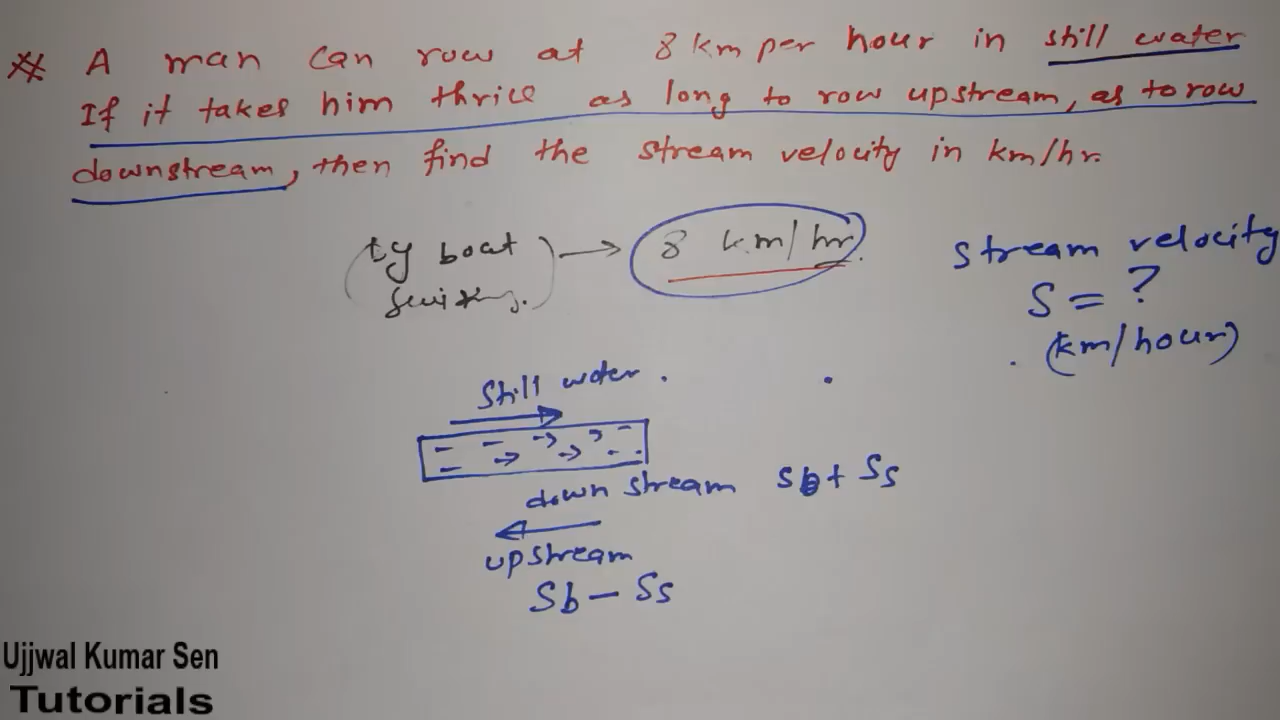 A man can row at 8 km per hour in still water
If it takes him thrice as long to row upstream, as to row
downstream, then find the stream velocity in km/hr.
boat → 8 km/hr.
stream velocity
S = ?
(km/hour)
Still water.
down stream Sb + Ss
upstream
Sb - Ss
Ujjwal Kumar Sen
Tutorials